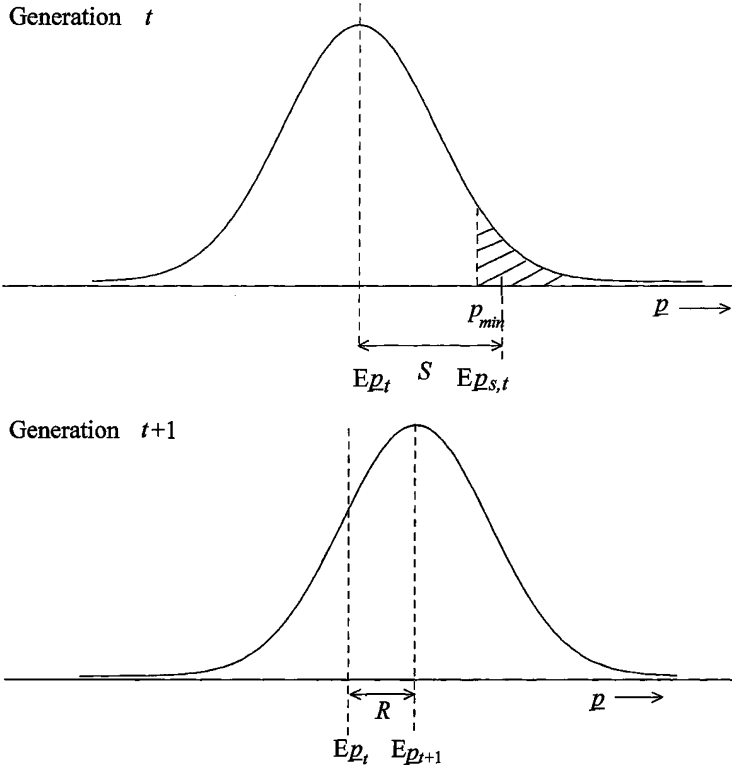 Generation t
p_min
p
S
Ep_t
Ep_s,t
Generation t+1
p
R
Ep_t
Ep_t+1